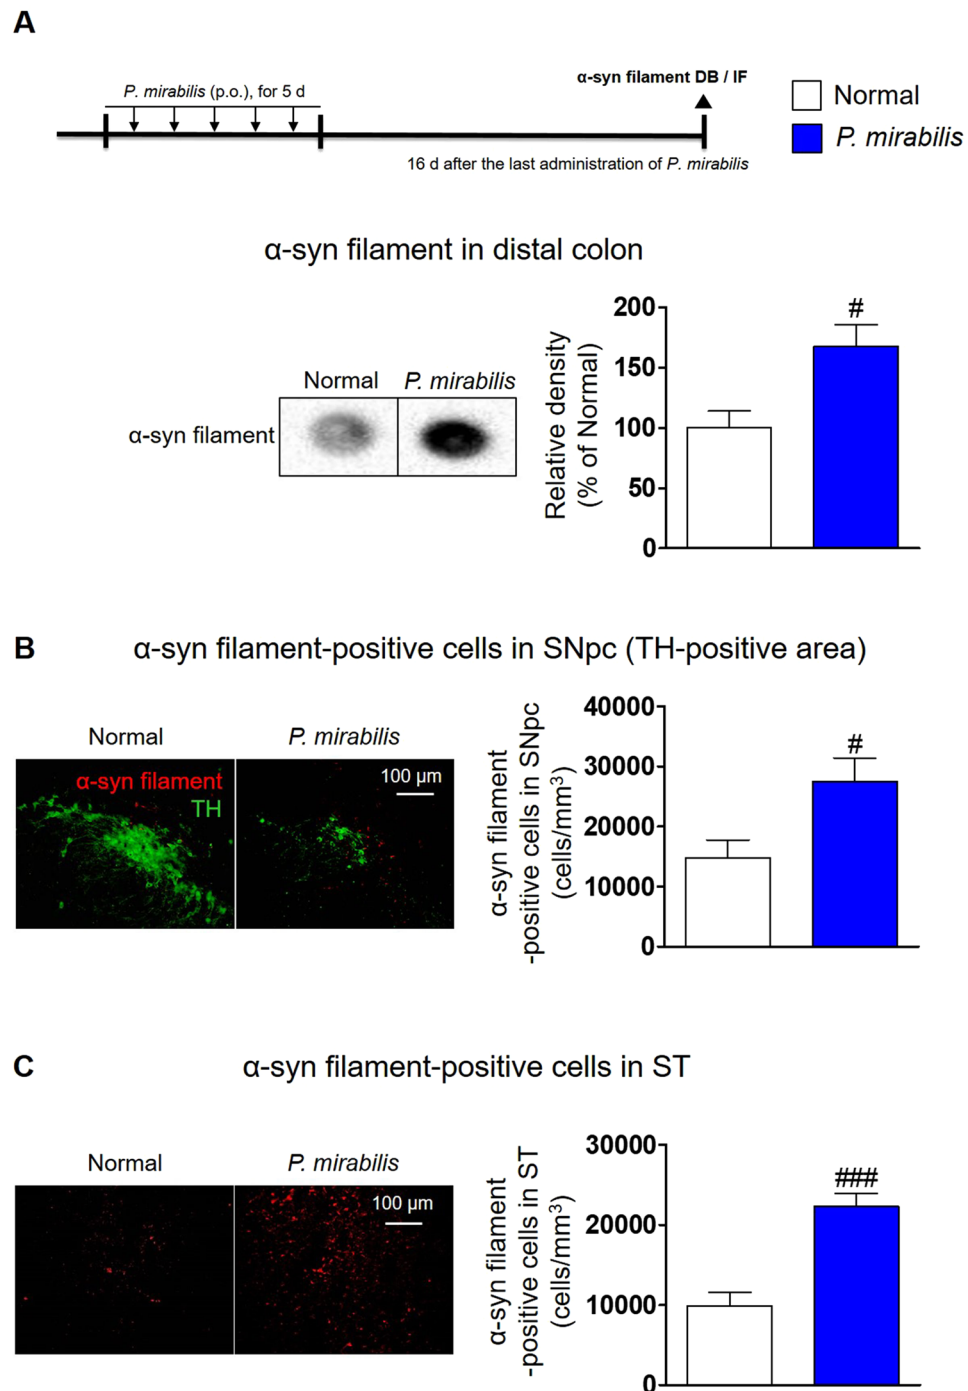 A
P. mirabilis (p.o.), for 5 d
α-syn filament DB / IF
16 d after the last administration of P. mirabilis
Normal
P. mirabilis
α-syn filament in distal colon
Normal
P. mirabilis
α-syn filament
Relative density
(% of Normal)
200
150
100
50
0
#
B
α-syn filament-positive cells in SNpc (TH-positive area)
Normal
P. mirabilis
α-syn filament
TH
100 µm
α-syn filament
-positive cells in SNpc
(cells/mm³)
40000
30000
20000
10000
0
#
C
α-syn filament-positive cells in ST
Normal
P. mirabilis
100 µm
α-syn filament
-positive cells in ST
(cells/mm³)
30000
20000
10000
0
###